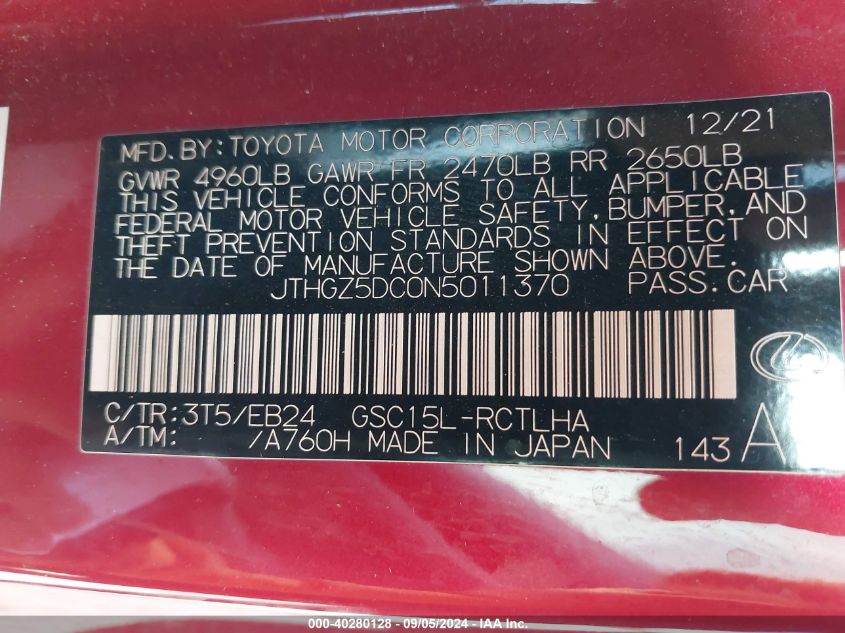 MFD.BY:TOYOTA MOTOR CORPORATION 12/21
GVWR 4960LB GAWR FR 2470LB RR 2650LB
THIS VEHICLE CONFORMS TO ALL APPLICABLE
FEDERAL MOTOR VEHICLE SAFETY,BUMPER,AND
THEFT PREVENTION STANDARDS IN EFFECT ON
THE DATE OF MANUFACTURE SHOWN ABOVE.
JTHGZ5DC0N5011370 PASS.CAR
C/TR:3T5/EB24 GSC15L-RCTLHA
A/TM: /A760H MADE IN JAPAN 143 A
000-40280128 - 09/05/2024 - IAA Inc.